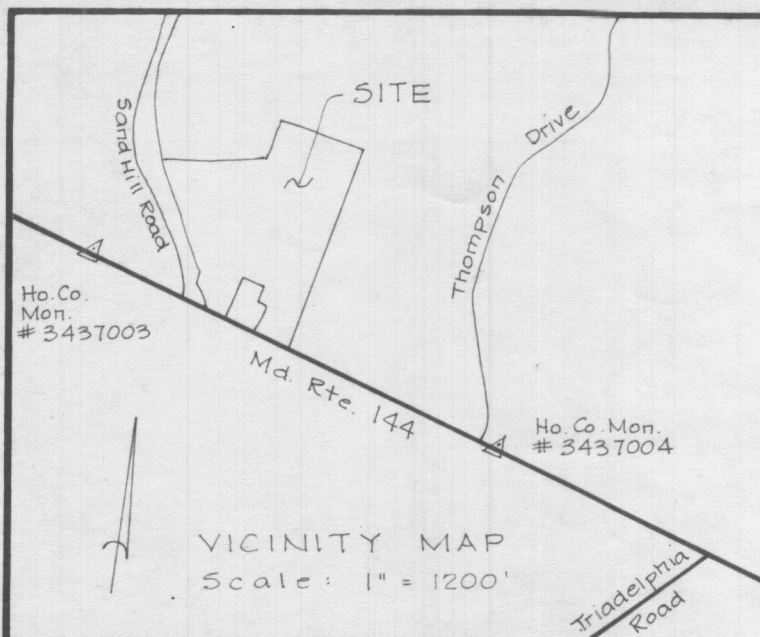 SITE
Sand Hill Road
Thompson Drive
Ho. Co.
Mon.
# 3437003
Md. Rte. 144
Ho. Co. Mon.
# 3437004
VICINITY MAP
Scale: 1" = 1200'
Triadelphia
Road